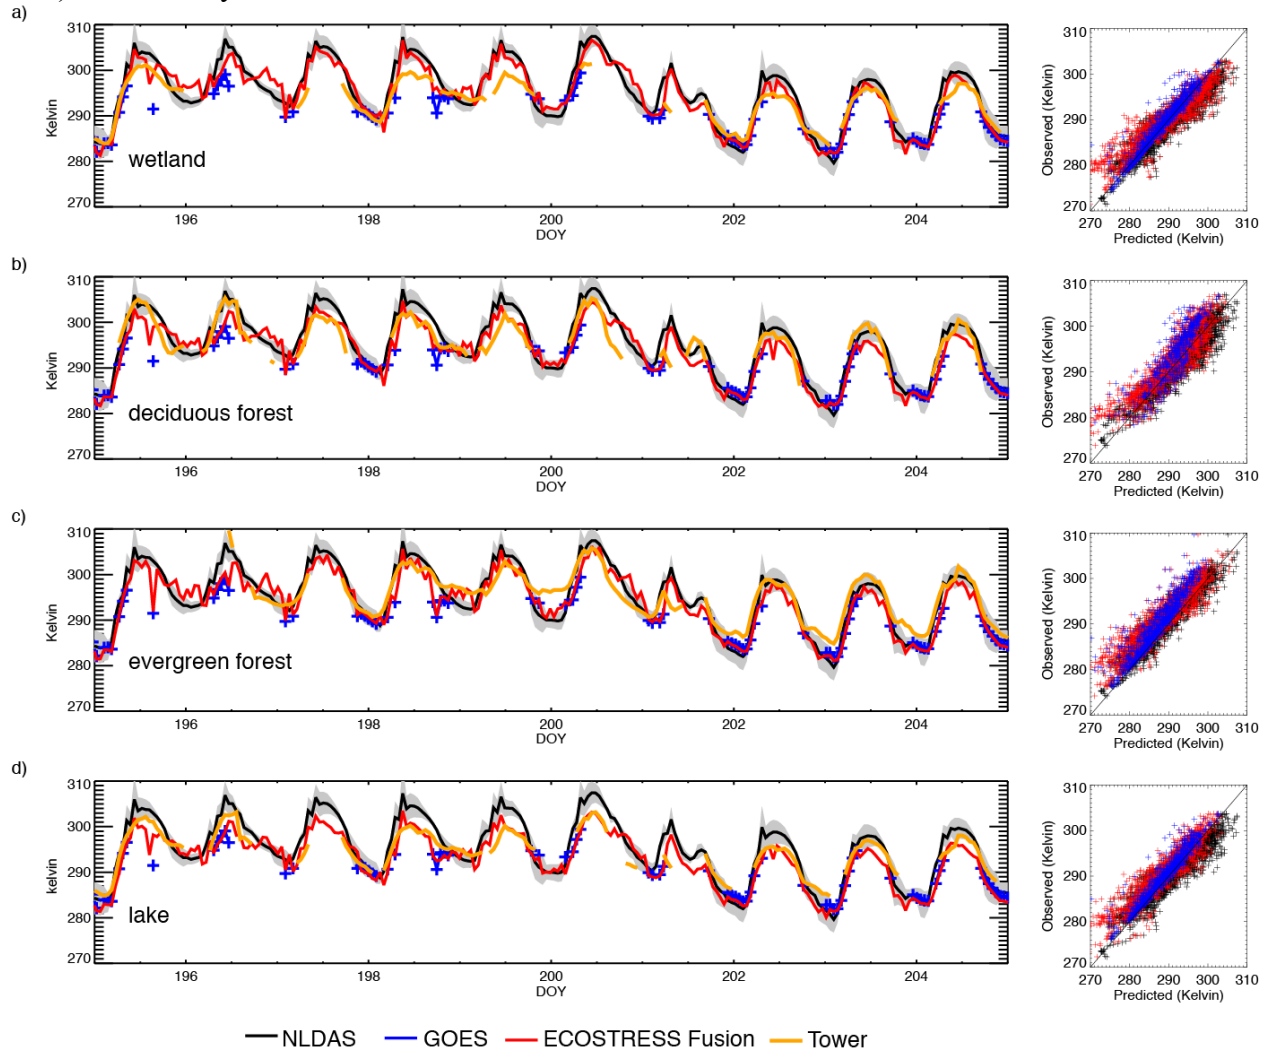 a)
310
300
290
280
270
Kelvin
wetland
196
198
200
202
204
DOY
310
300
290
280
270
Observed (Kelvin)
270
280
290
300
310
Predicted (Kelvin)
b)
310
300
290
280
270
Kelvin
deciduous forest
196
198
200
202
204
DOY
310
300
290
280
270
Observed (Kelvin)
270
280
290
300
310
Predicted (Kelvin)
c)
310
300
290
280
270
Kelvin
evergreen forest
196
198
200
202
204
DOY
310
300
290
280
270
Observed (Kelvin)
270
280
290
300
310
Predicted (Kelvin)
d)
310
300
290
280
270
kelvin
lake
196
198
200
202
204
DOY
310
300
290
280
270
Observed (Kelvin)
270
280
290
300
310
Predicted (Kelvin)
NLDAS
GOES
ECOSTRESS Fusion
Tower